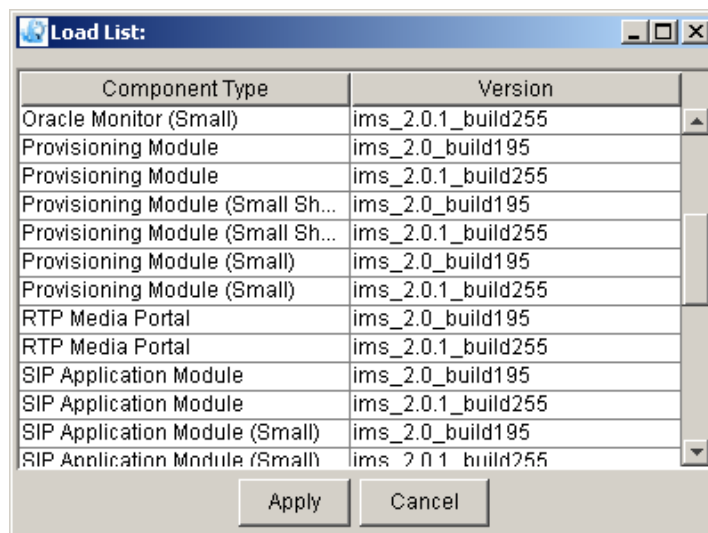 Load List:
Component Type Version
Oracle Monitor (Small) ims_2.0.1_build255
Provisioning Module ims_2.0_build195
Provisioning Module ims_2.0.1_build255
Provisioning Module (Small Sh... ims_2.0_build195
Provisioning Module (Small Sh... ims_2.0.1_build255
Provisioning Module (Small) ims_2.0_build195
Provisioning Module (Small) ims_2.0.1_build255
RTP Media Portal ims_2.0_build195
RTP Media Portal ims_2.0.1_build255
SIP Application Module ims_2.0_build195
SIP Application Module ims_2.0.1_build255
SIP Application Module (Small) ims_2.0_build195
SIP Application Module (Small) ims_2.0.1_build255
Apply Cancel